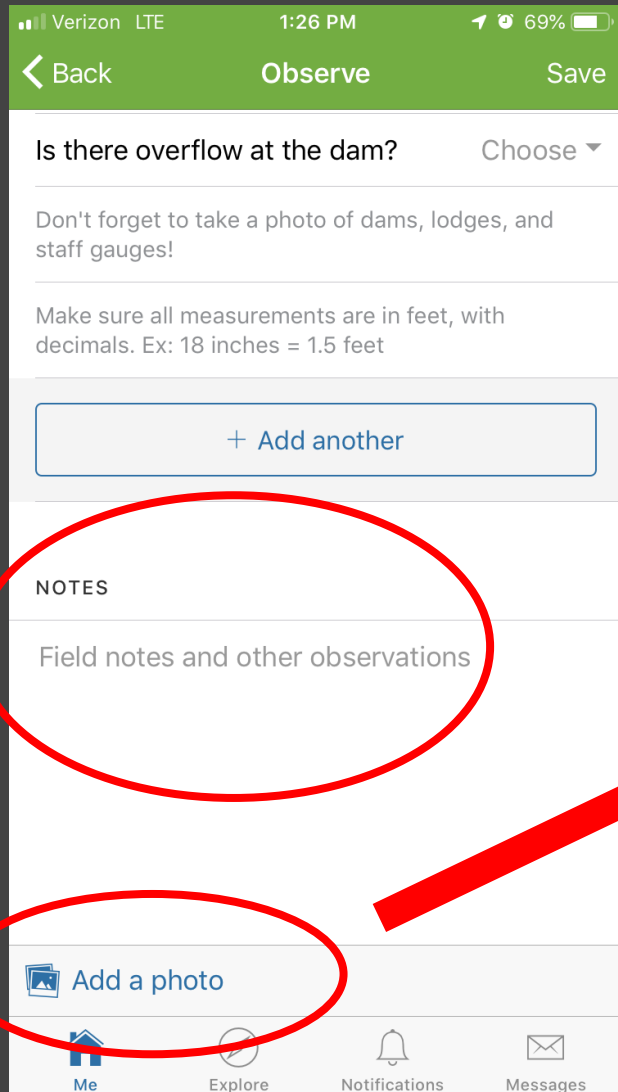 Verizon LTE 1:26 PM 69%
Back Observe Save
Is there overflow at the dam? Choose
Don't forget to take a photo of dams, lodges, and
staff gauges!
Make sure all measurements are in feet, with
decimals. Ex: 18 inches = 1.5 feet
+ Add another
NOTES
Field notes and other observations
Add a photo
Me Explore Notifications Messages